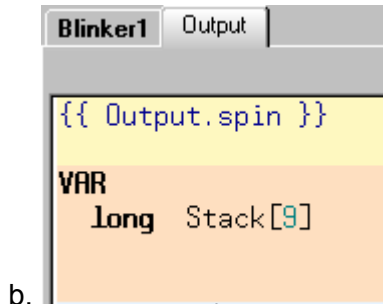 Blinker1 Output
{{ Output.spin }}
VAR
long Stack[9]
b.